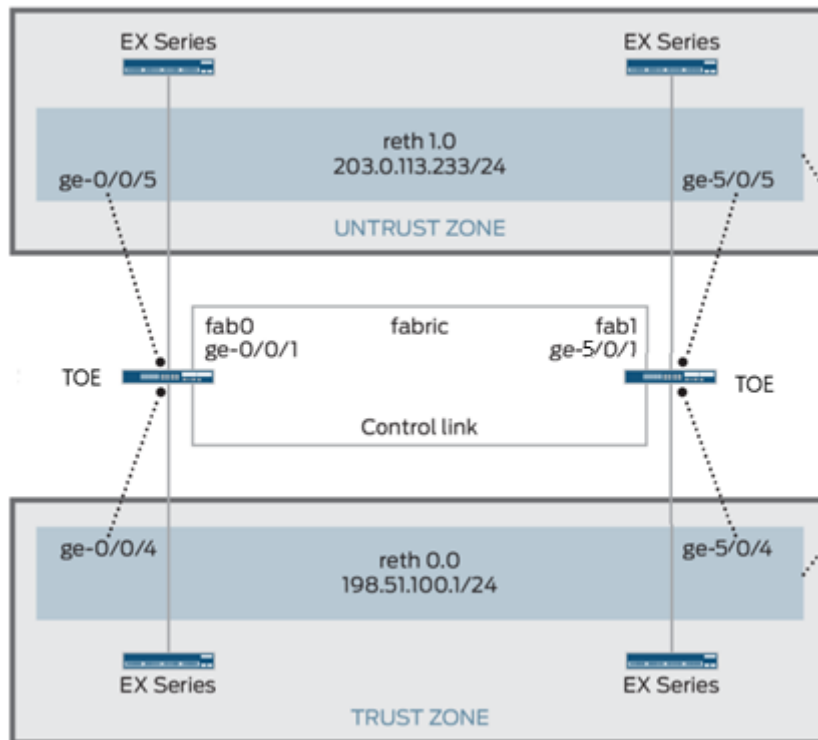 EX Series
EX Series
reth 1.0
203.0.113.233/24
ge-0/0/5
ge-5/0/5
UNTRUST ZONE
fab0
fabric
fab1
ge-0/0/1
ge-5/0/1
TOE
TOE
Control link
ge-0/0/4
ge-5/0/4
reth 0.0
198.51.100.1/24
EX Series
EX Series
TRUST ZONE